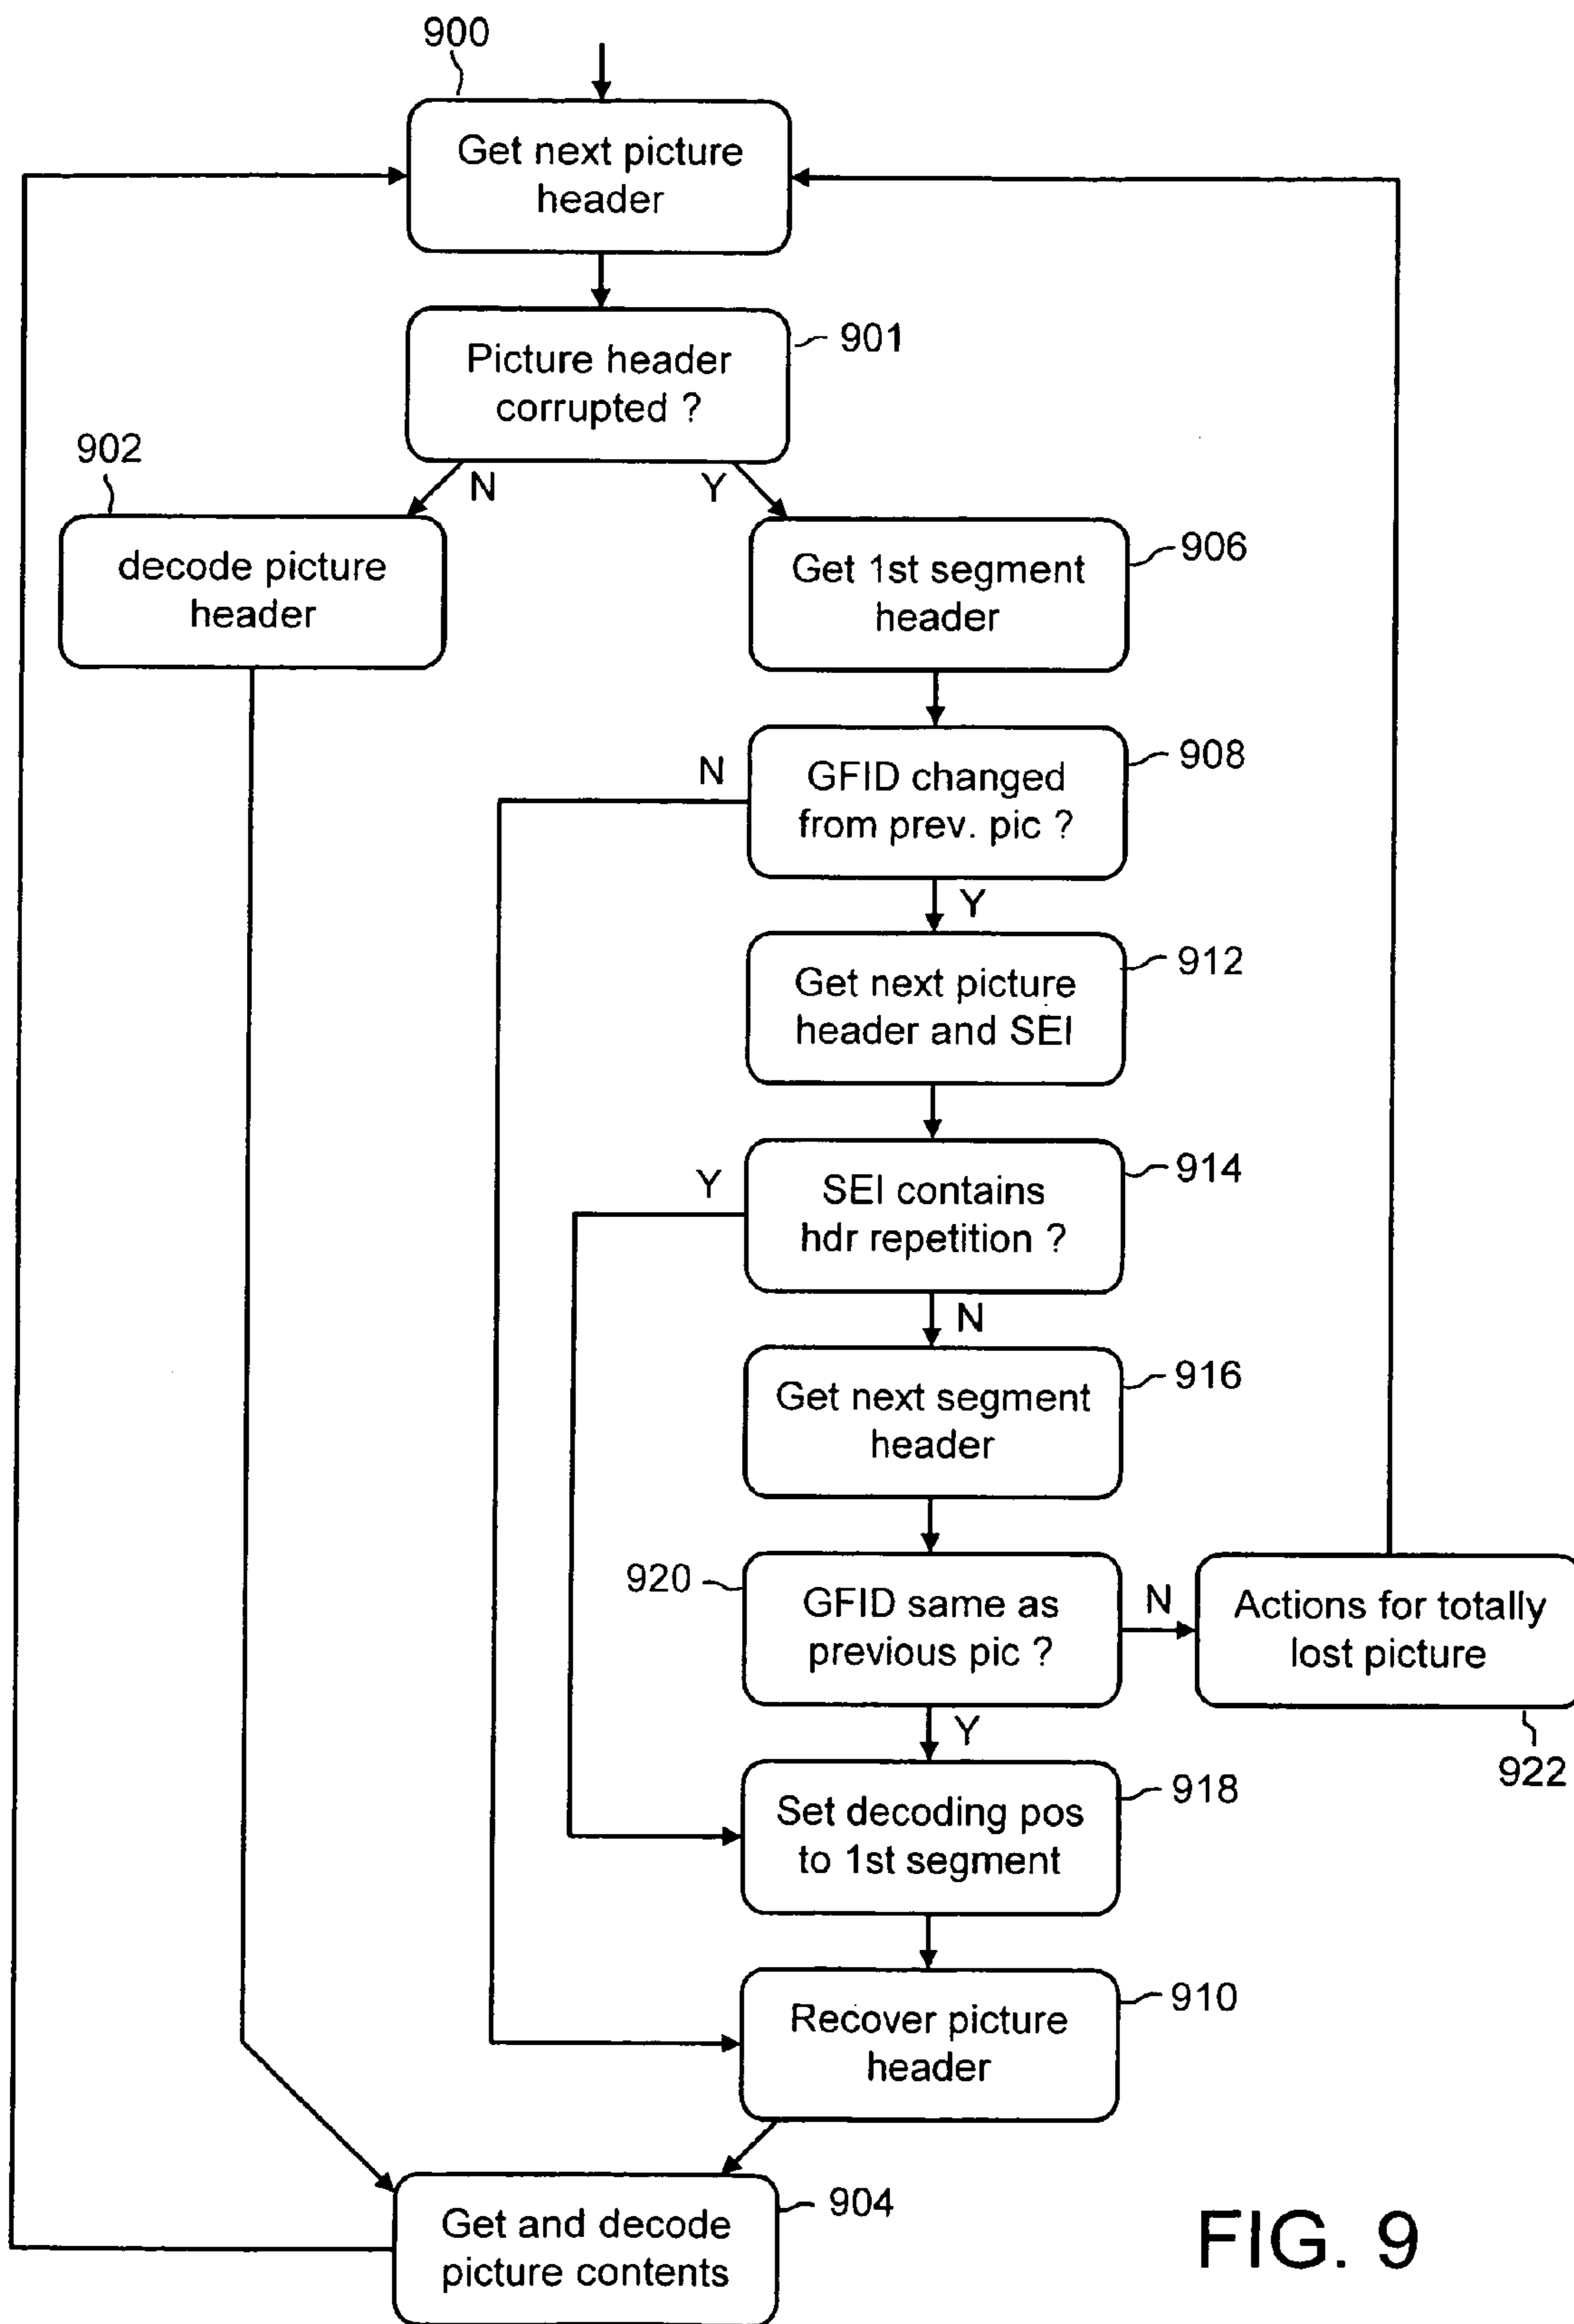 900
Get next picture
header
Picture header
corrupted ?
901
902
N
Y
decode picture
header
Get 1st segment
header
906
N
GFID changed
from prev. pic ?
908
Y
Get next picture
header and SEI
912
Y
SEI contains
hdr repetition ?
914
N
Get next segment
header
916
920
GFID same as
previous pic ?
N
Actions for totally
lost picture
922
Y
Set decoding pos
to 1st segment
918
Recover picture
header
910
Get and decode
picture contents
904
FIG. 9